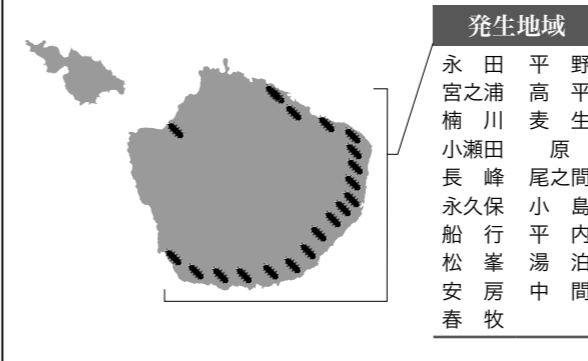 発生地域
永田 平野
宮之浦 高平
楠川 麦生
小瀬田 原
長峰 尾之間
永久保 小島
船行 平内
松峯 湯泊
安房 中間
春牧